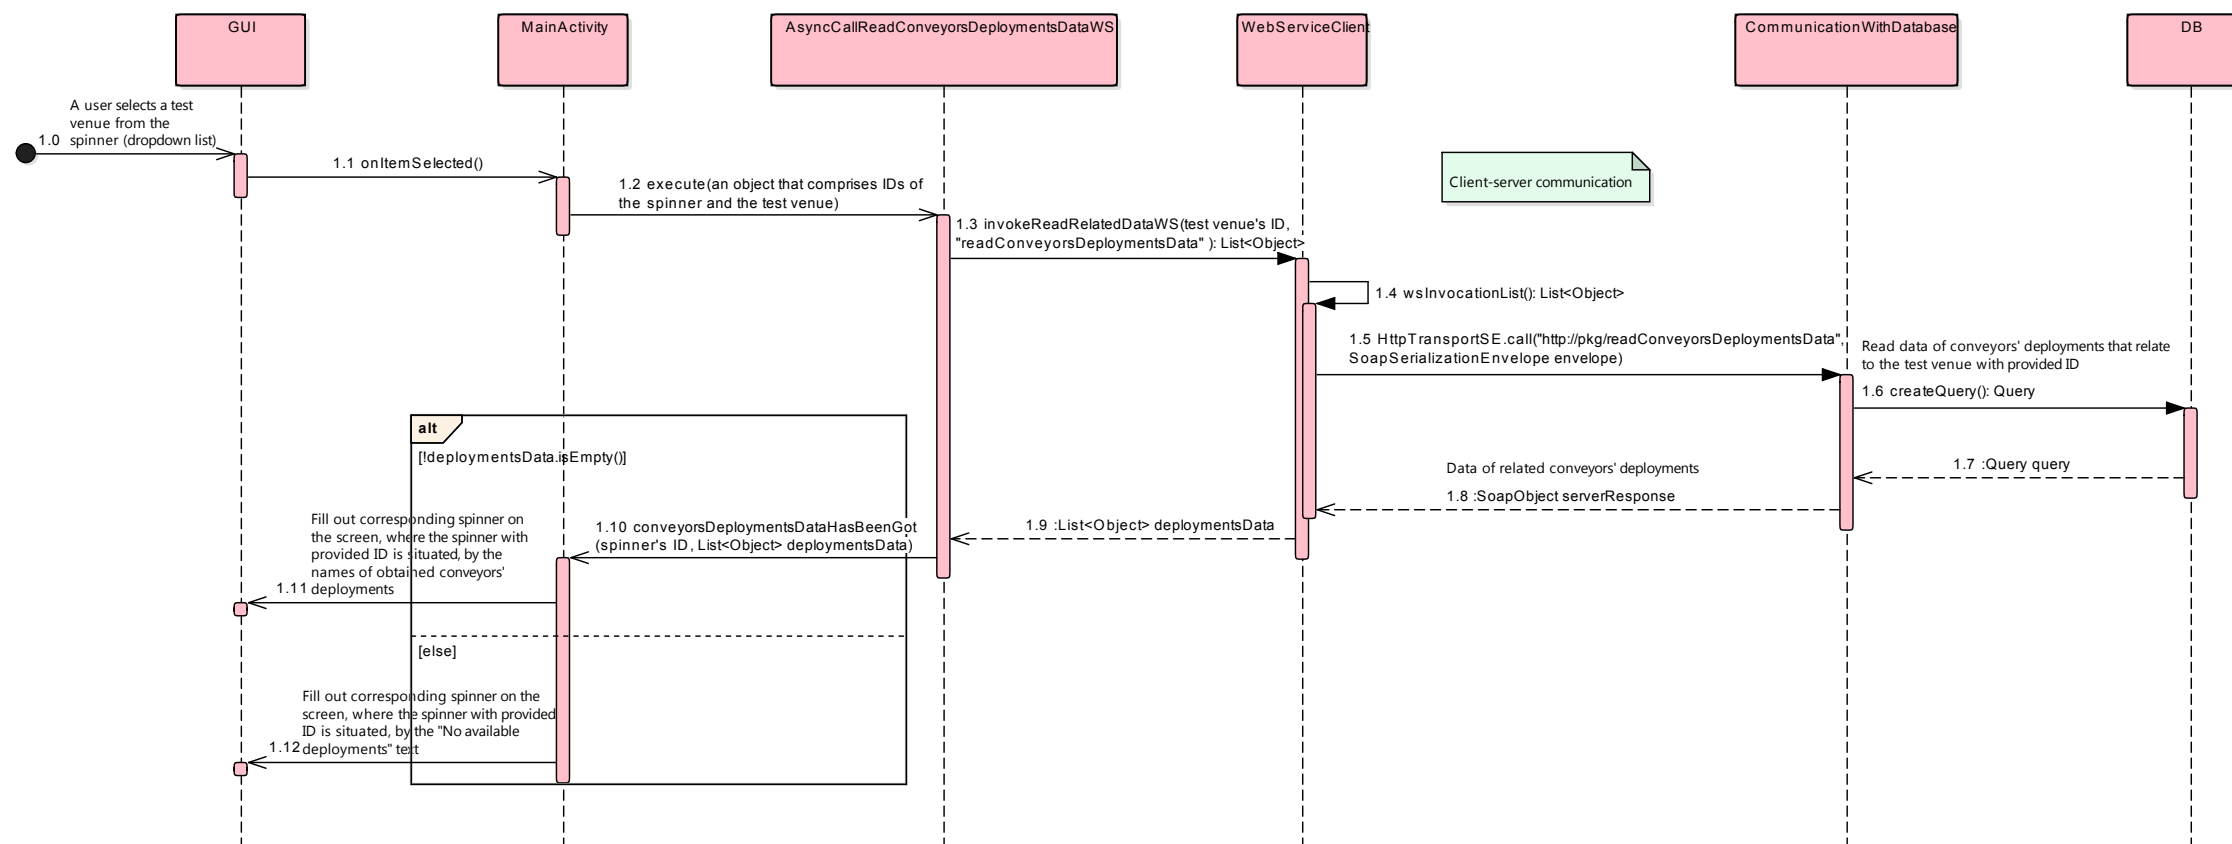 GUI
MainActivity
AsyncCallReadConveyorsDeploymentsDataWS
WebServiceClient
CommunicationWithDatabase
DB
A user selects a test
venue from the
1.0 spinner (dropdown list)
1.1 onItemSelected()
1.2 execute(an object that comprises IDs of
the spinner and the test venue)
Client-server communication
1.3 invokeReadRelatedDataWS(test venue's ID,
"readConveyorsDeploymentsData" ): List<Object>
1.4 wsInvocationList(): List<Object>
1.5 HttpTransportSE.call("http://pkg/readConveyorsDeploymentsData",
SoapSerializationEnvelope envelope)
Read data of conveyors' deployments that relate
to the test venue with provided ID
1.6 createQuery(): Query
alt
[!deploymentsData.isEmpty()]
1.7 :Query query
Data of related conveyors' deployments
1.8 :SoapObject serverResponse
1.9 :List<Object> deploymentsData
1.10 conveyorsDeploymentsDataHasBeenGot
(spinner's ID, List<Object> deploymentsData)
Fill out corresponding spinner on
the screen, where the spinner with
provided ID is situated, by the
names of obtained conveyors'
1.11 deployments
[else]
Fill out corresponding spinner on the
screen, where the spinner with provided
ID is situated, by the "No available
1.12 deployments" text